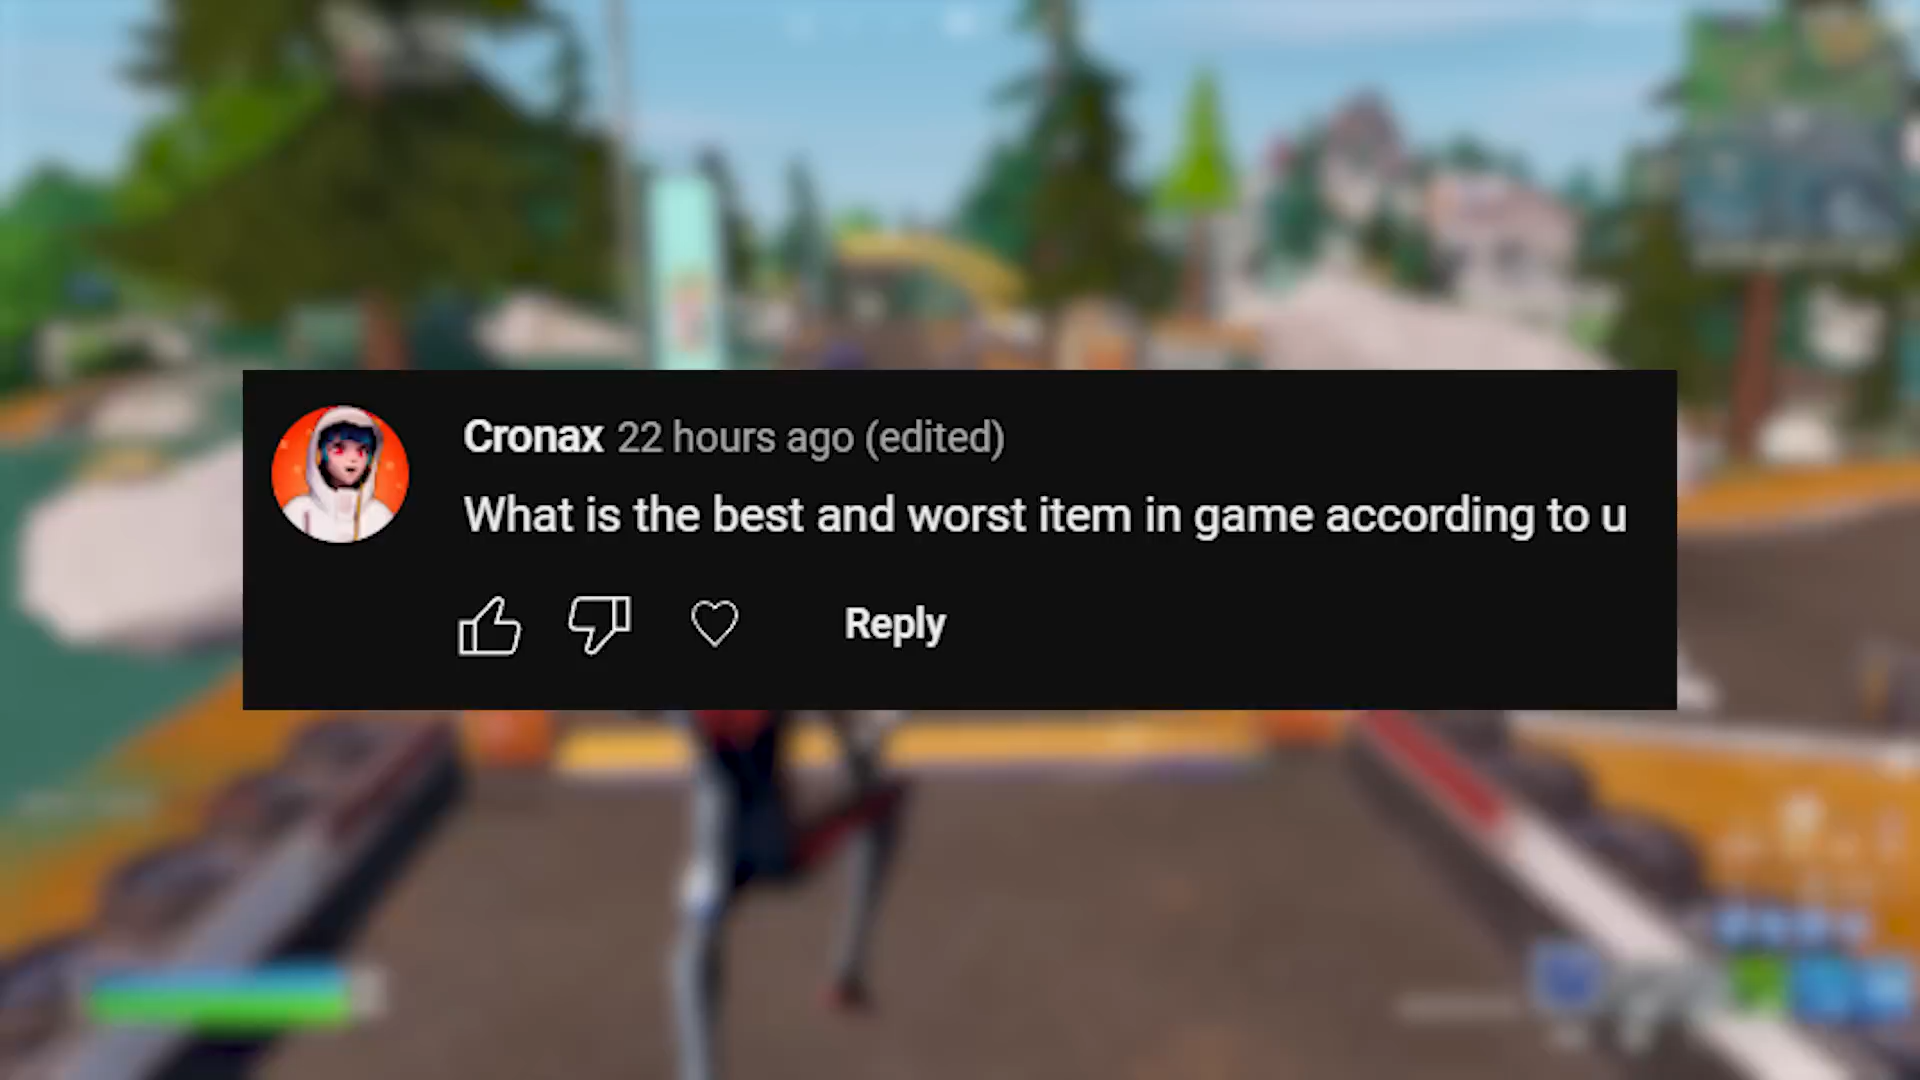 Cronax 22 hours ago (edited)
What is the best and worst item in game according to u
Reply